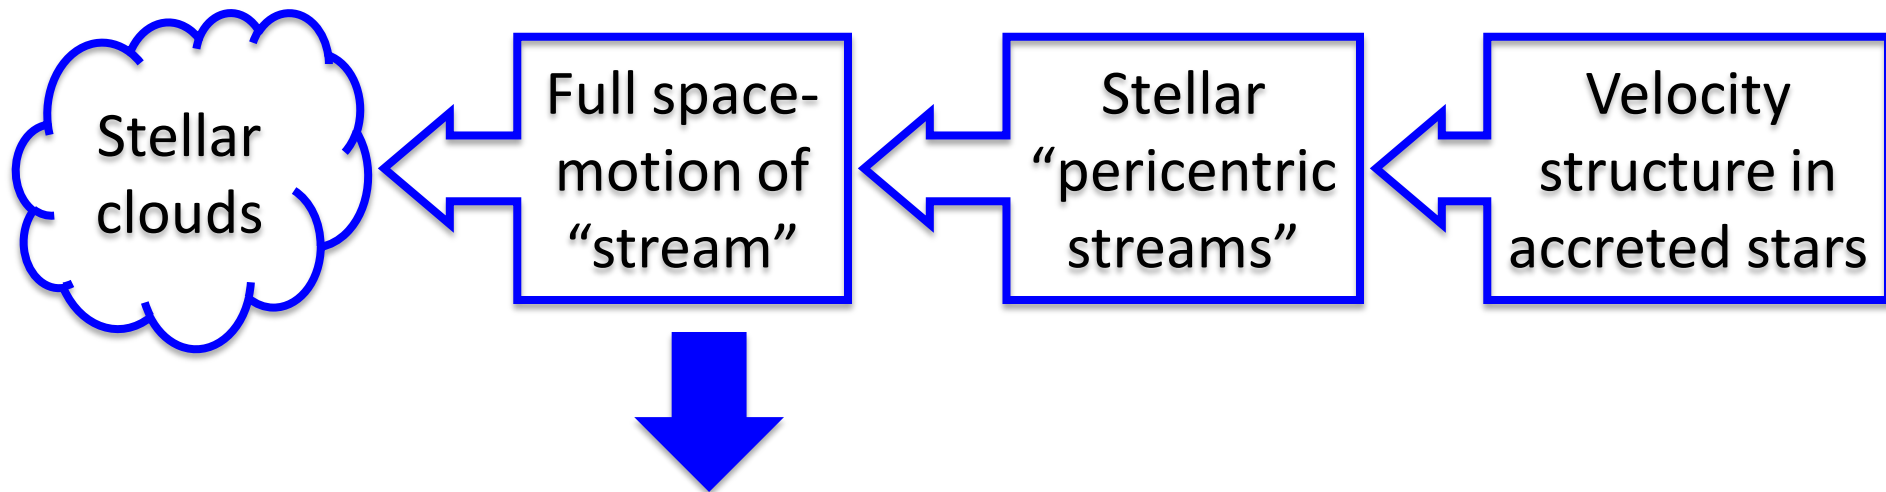 Stellar
clouds
Full space-
motion of
“stream”
Stellar
“pericentric
streams”
Velocity
structure in
accreted stars